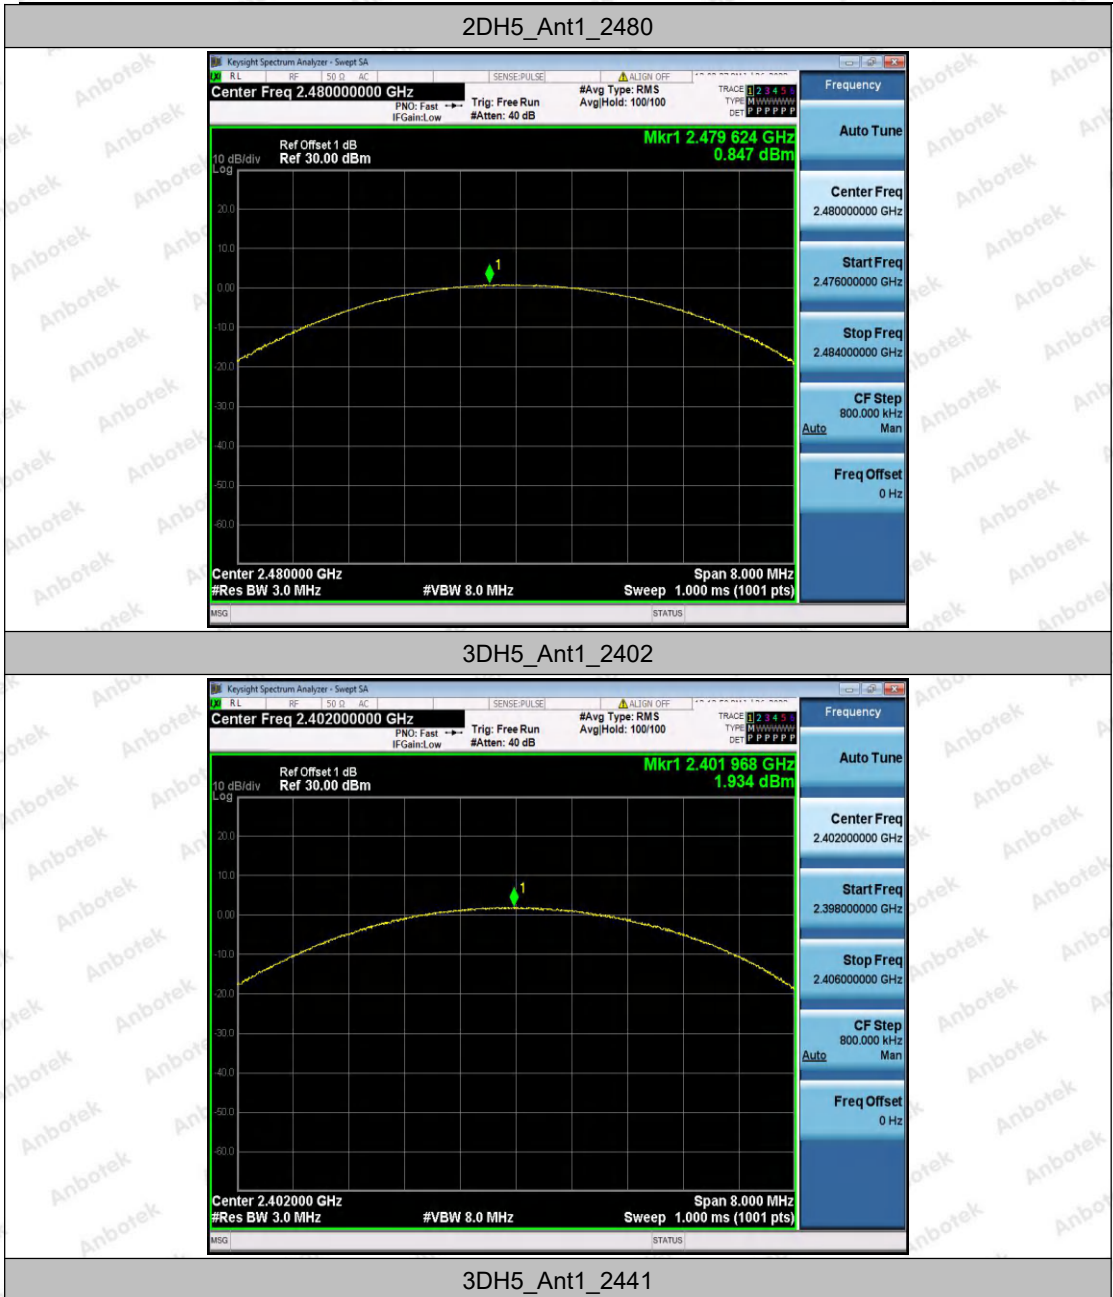 2DH5_Ant1_2480
Keysight Spectrum Analyzer - Swept SA
RL RF 50 Ω AC SENSE:PULSE ALIGN OFF
Center Freq 2.480000000 GHz
PNO: Fast
IFGain:Low
Trig: Free Run
#Atten: 40 dB
#Avg Type: RMS
Avg|Hold: 100/100
TRACE 1 2 3 4 5 6
TYPE M WWWWW
DET P P P P P P
Mkr1 2.479 624 GHz
0.847 dBm
Ref Offset 1 dB
10 dB/div Ref 30.00 dBm
Log
20.0
10.0
0.00
-10.0
-20.0
-30.0
-40.0
-50.0
-60.0
1
Center 2.480000 GHz Span 8.000 MHz
#Res BW 3.0 MHz #VBW 8.0 MHz Sweep 1.000 ms (1001 pts)
MSG STATUS
Frequency
Auto Tune
Center Freq
2.480000000 GHz
Start Freq
2.476000000 GHz
Stop Freq
2.484000000 GHz
CF Step
800.000 kHz
Auto Man
Freq Offset
0 Hz
3DH5_Ant1_2402
Keysight Spectrum Analyzer - Swept SA
RL RF 50 Ω AC SENSE:PULSE ALIGN OFF
Center Freq 2.402000000 GHz
PNO: Fast
IFGain:Low
Trig: Free Run
#Atten: 40 dB
#Avg Type: RMS
Avg|Hold: 100/100
TRACE 1 2 3 4 5 6
TYPE M WWWWW
DET P P P P P P
Mkr1 2.401 968 GHz
1.934 dBm
Ref Offset 1 dB
10 dB/div Ref 30.00 dBm
Log
20.0
10.0
0.00
-10.0
-20.0
-30.0
-40.0
-50.0
-60.0
1
Center 2.402000 GHz Span 8.000 MHz
#Res BW 3.0 MHz #VBW 8.0 MHz Sweep 1.000 ms (1001 pts)
MSG STATUS
Frequency
Auto Tune
Center Freq
2.402000000 GHz
Start Freq
2.398000000 GHz
Stop Freq
2.406000000 GHz
CF Step
800.000 kHz
Auto Man
Freq Offset
0 Hz
3DH5_Ant1_2441